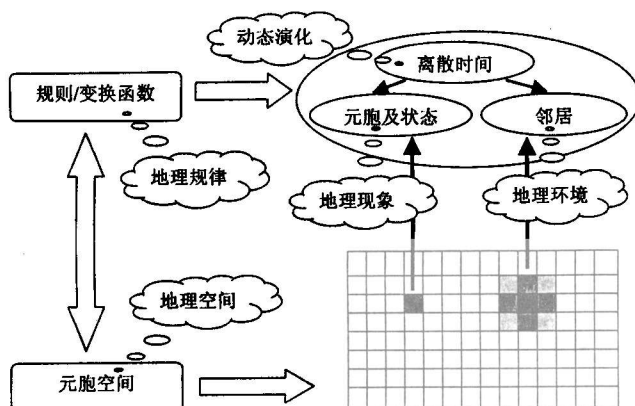 动态演化
离散时间
规则/变换函数
元胞及状态
邻居
地理规律
地理现象
地理环境
地理空间
元胞空间